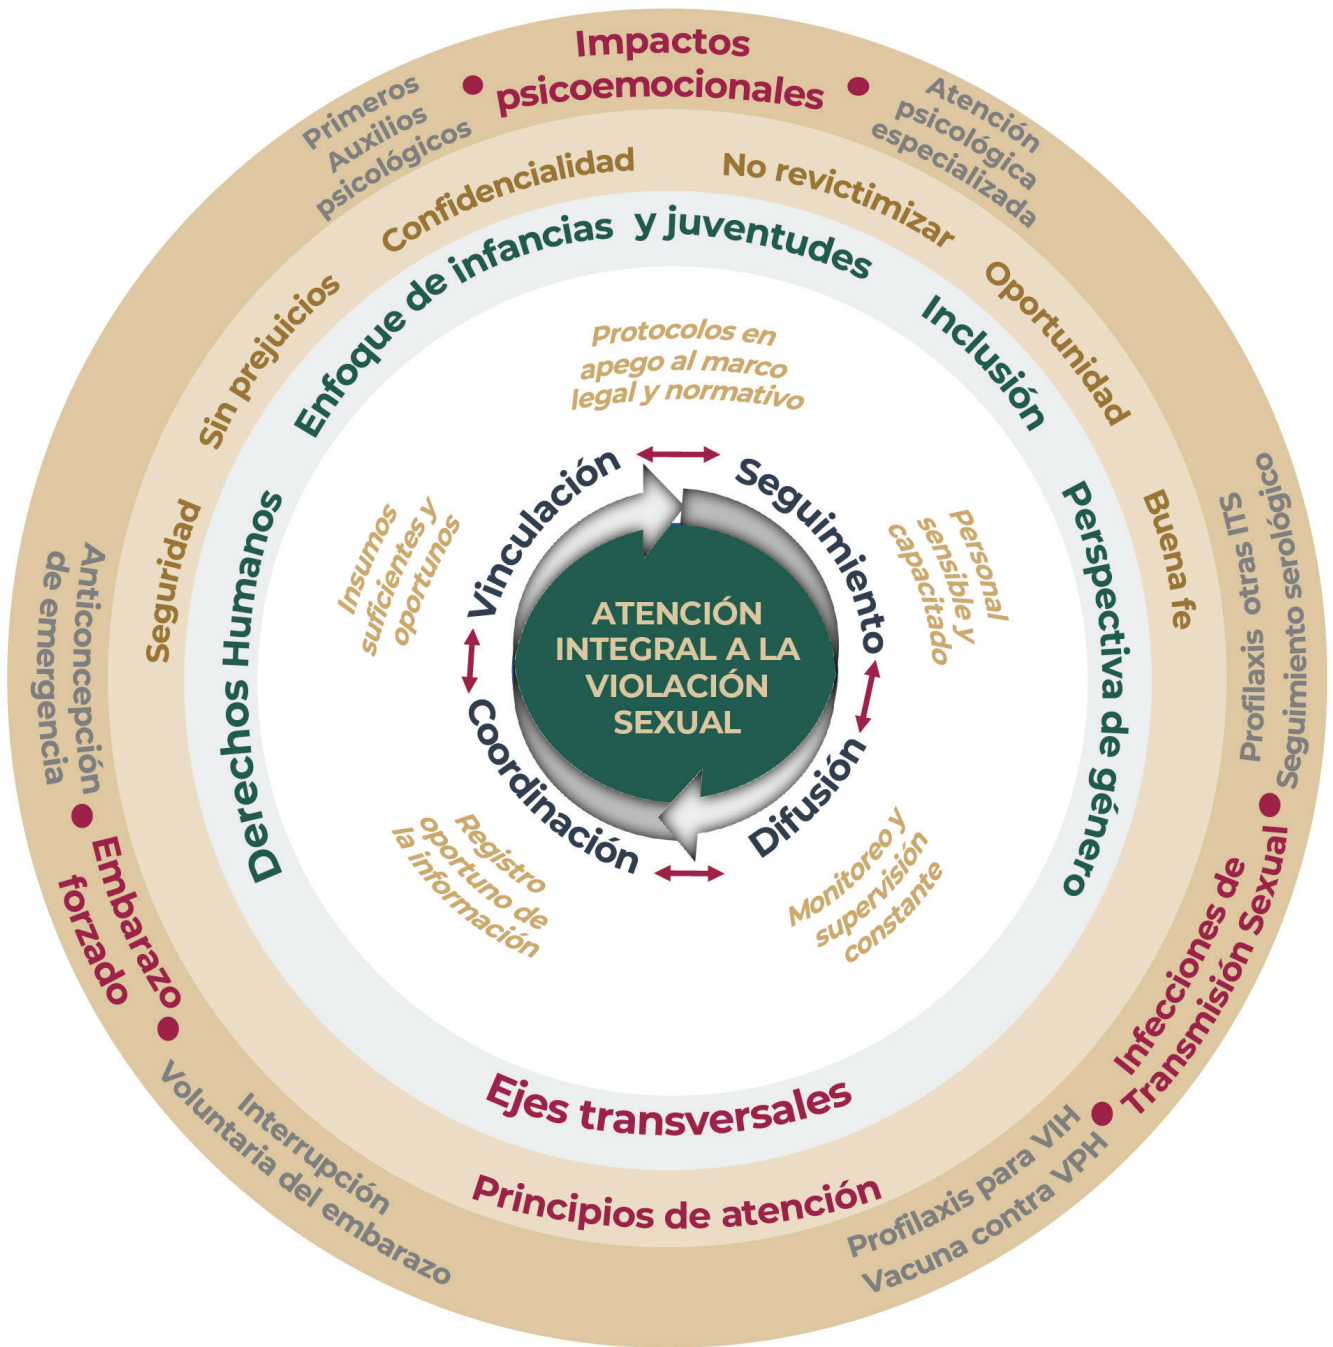 Impactos
psicoemocionales
Primeros
Auxilios
psicológicos
Atención
psicológica
especializada
Confidencialidad
No revictimizar
Sin prejuicios
Oportunidad
Seguridad
Buena fe
Enfoque de infancias y juventudes
Inclusión
Derechos Humanos
Perspectiva de género
Protocolos en
apego al marco
legal y normativo
Insumos
suficientes y
oportunos
Personal
sensible y
capacitado
Vinculación
Seguimiento
ATENCIÓN
INTEGRAL A LA
VIOLACIÓN
SEXUAL
Coordinación
Difusión
Registro
oportuno de
la información
Monitoreo y
supervisión
constante
Anticoncepción
de emergencia
Embarazo
forzado
Interrupción
Voluntaria del embarazo
Profilaxis otras ITS
Seguimiento serológico
Infecciones de
Transmisión Sexual
Profilaxis para VIH
Vacuna contra VPH
Ejes transversales
Principios de atención